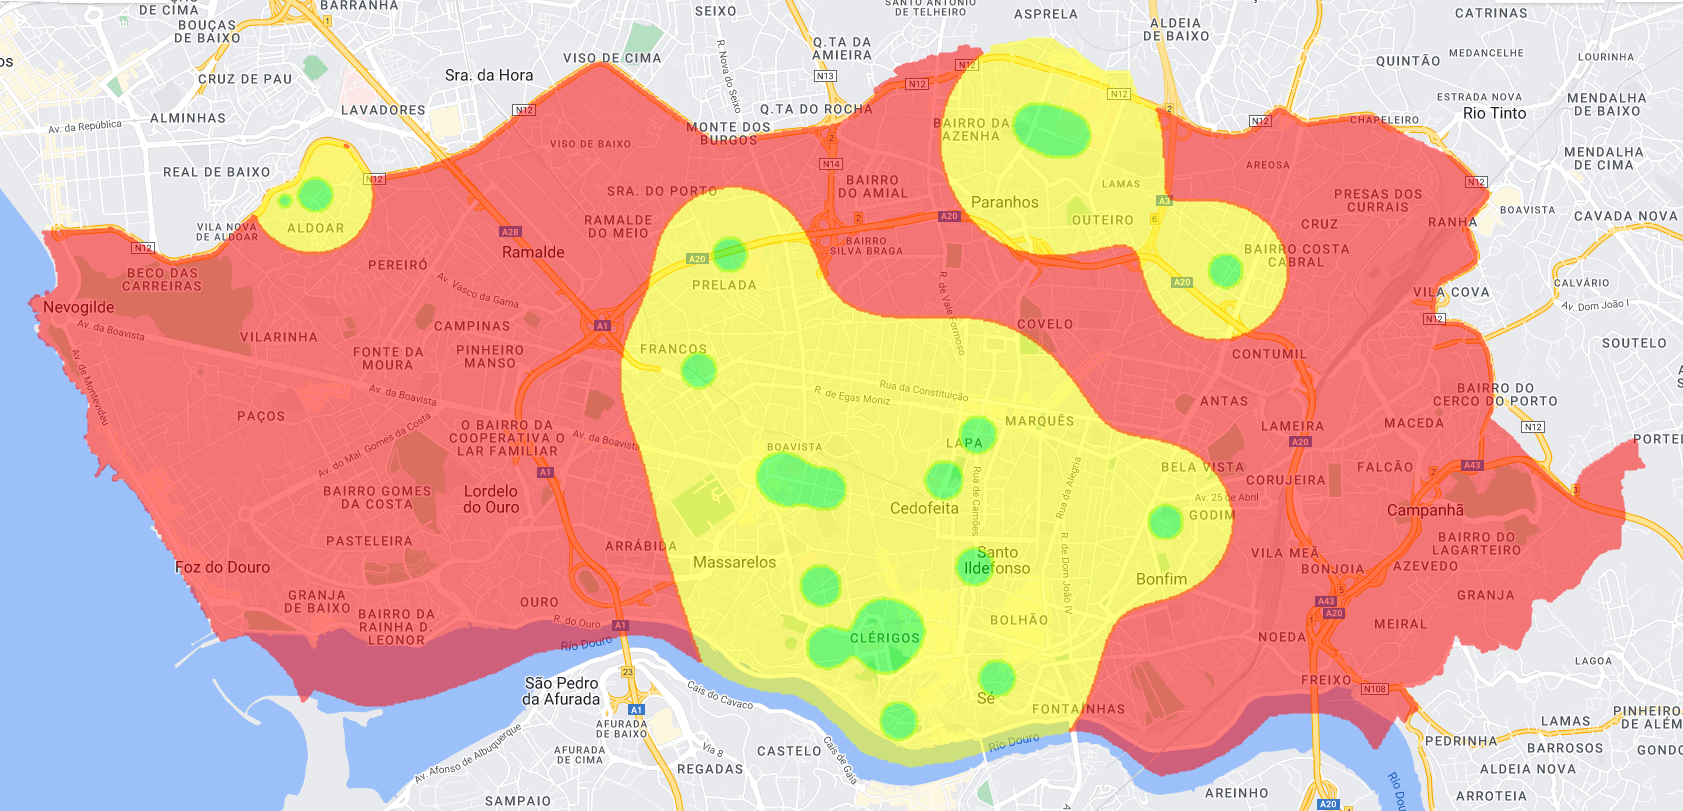 DE CIMA
BARRANHA
BOUÇAS
DE BAIXO
1
SEIXO
SANTO ANTÓNIO
DE TELHEIRO
ASPRELA
ALDEIA
DE BAIXO
CATRINAS
CRUZ DE PAU
VISO DE CIMA
Sra. da Hora
R. Nova do Seixo
Q.TA DA
AMIEIRA
N13
N12
N12
MEDANCELHE
QUINTÃO
LOURINHA
LAVADORES
N12
Q.TA DO ROCHA
N12
2
ESTRADA NOVA
Rio Tinto
MENDALHA
DE BAIXO
ALMINHAS
Av. da República
MONTE DOS
BURGOS
2
BAIRRO DA
AZENHA
N12
CHAPELEIRO
VISO DE BAIXO
N14
AREOSA
MENDALHA
DE CIMA
REAL DE BAIXO
N12
SRA. DO PORTO
BAIRRO
DO AMIAL
LAMAS
PRESAS DOS
CURRAIS
N12
Paranhos
A3
VILA NOVA
DE ALDOAR
ALDOAR
RAMALDE
DO MEIO
2
A20
OUTEIRO
6
CRUZ
RANHA
BOAVISTA
CAVADA NOVA
A28
N12
Ramalde
BAIRRO
SILVA BRAGA
BAIRRO COSTA
CABRAL
BECO DAS
CARREIRAS
PEREIRÓ
A20
PRELADA
R. de Vale Formoso
A20
CALVÁRIO
VILA COVA
Nevogilde
Av. Vasco da Gama
Av. Dom João I
Av. da Boavista
VILARINHA
CAMPINAS
A1
COVELO
N12
FONTE DA
MOURA
PINHEIRO
MANSO
FRANCOS
CONTUMIL
SOUTELO
Av. de Montevideu
Av. da Boavista
R. de Egas Moniz
Rua da Constituição
BAIRRO DO
CERCO DO PORTO
PAÇOS
Av. do Mal. Gomes da Costa
O BAIRRO DA
COOPERATIVA O
LAR FAMILIAR
Av. da Boavista
BOAVISTA
LAPA
MARQUÊS
ANTAS
LAMEIRA
A20
MACEDA
N12
A1
BELA VISTA
FALCÃO
2
A43
BAIRRO GOMES
DA COSTA
Lordelo
do Ouro
Cedofeita
Rua de Camões
Rua da Alegria
Av. 25 de Abril
GODIM
CORUJEIRA
3
Campanhã
PASTELEIRA
ARRÁBIDA
Massarelos
Santo
Ildefonso
R. de Dom João IV
VILA MEÃ
BAIRRO DO
LAGARTEIRO
Foz do Douro
Bonfim
BONJOIA
AZEVEDO
GRANJA
DE BAIXO
OURO
5
GRANJA
BAIRRO DA
RAINHA D.
LEONOR
R. do Ouro
A1
BOLHÃO
A43
A20
1
MEIRAL
CLÉRIGOS
NOEDA
Rio Douro
23
LAGOA
São Pedro
da Afurada
Cais do Cavaco
Sé
FREIXO
N108
A1
FONTAÍNHAS
AFURADA
DE BAIXO
LAMAS
Via 8
Rio Douro
PEDRINHA
BARROSOS
Av. Afonso de Albuquerque
AFURADA
DE CIMA
CASTELO
Cais de Gaia
REGADAS
ALDEIA NOVA
SAMPAIO
AREINHO
ARROTEIA
A20